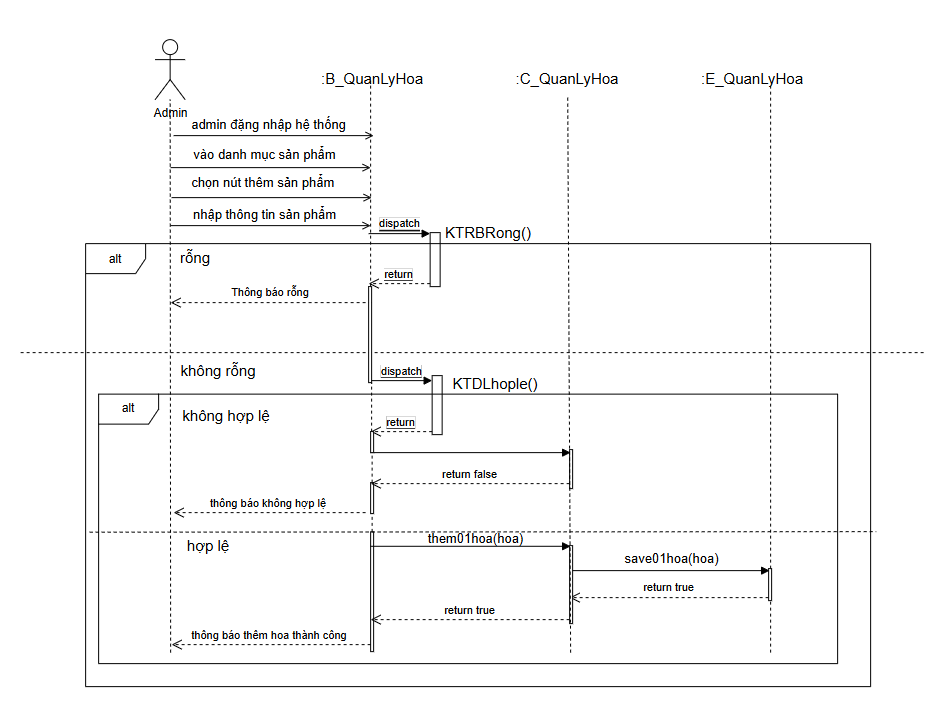 :B_QuanLyHoa
:C_QuanLyHoa
:E_QuanLyHoa
Admin
admin đặng nhập hệ thống
vào danh mục sản phẩm
chọn nút thêm sản phẩm
nhập thông tin sản phẩm
dispatch
KTRBRong()
alt
rỗng
return
Thông báo rỗng
không rỗng
dispatch
KTDLhople()
alt
không hợp lệ
return
return false
thông báo không hợp lệ
hợp lệ
them01hoa(hoa)
save01hoa(hoa)
return true
return true
thông báo thêm hoa thành công